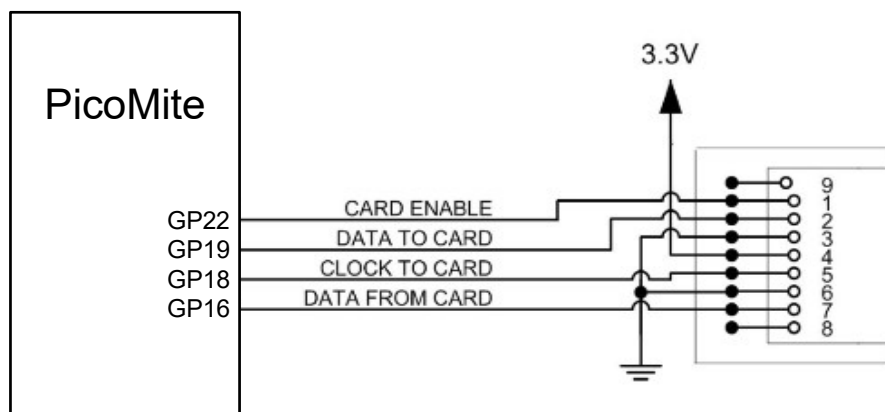 3.3V
PicoMite
GP22 CARD ENABLE
GP19 DATA TO CARD
GP18 CLOCK TO CARD
GP16 DATA FROM CARD
9
1
2
3
4
5
6
7
8